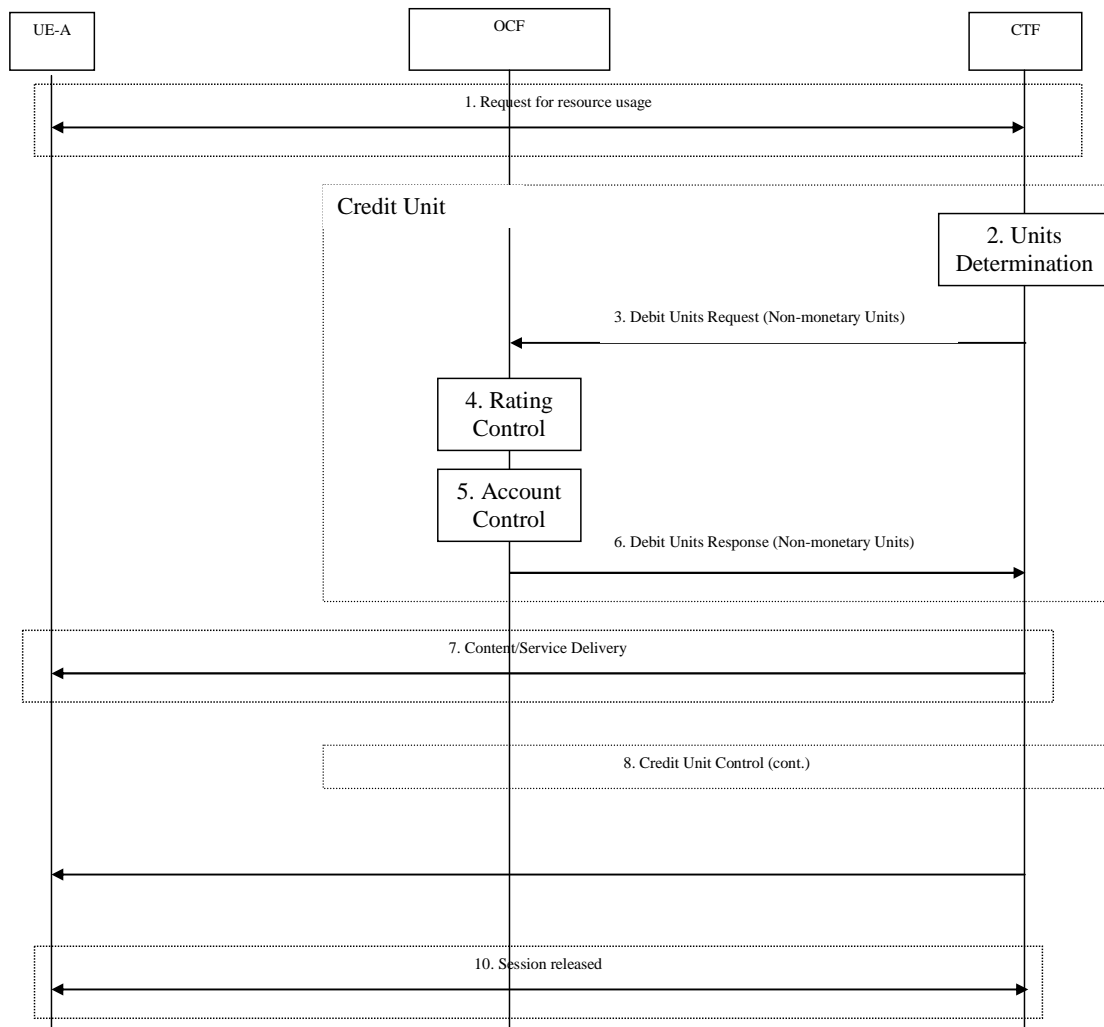 UE-A
OCF
CTF
1. Request for resource usage
Credit Unit
2. Units
Determination
3. Debit Units Request (Non-monetary Units)
4. Rating
Control
5. Account
Control
6. Debit Units Response (Non-monetary Units)
7. Content/Service Delivery
8. Credit Unit Control (cont.)
10. Session released